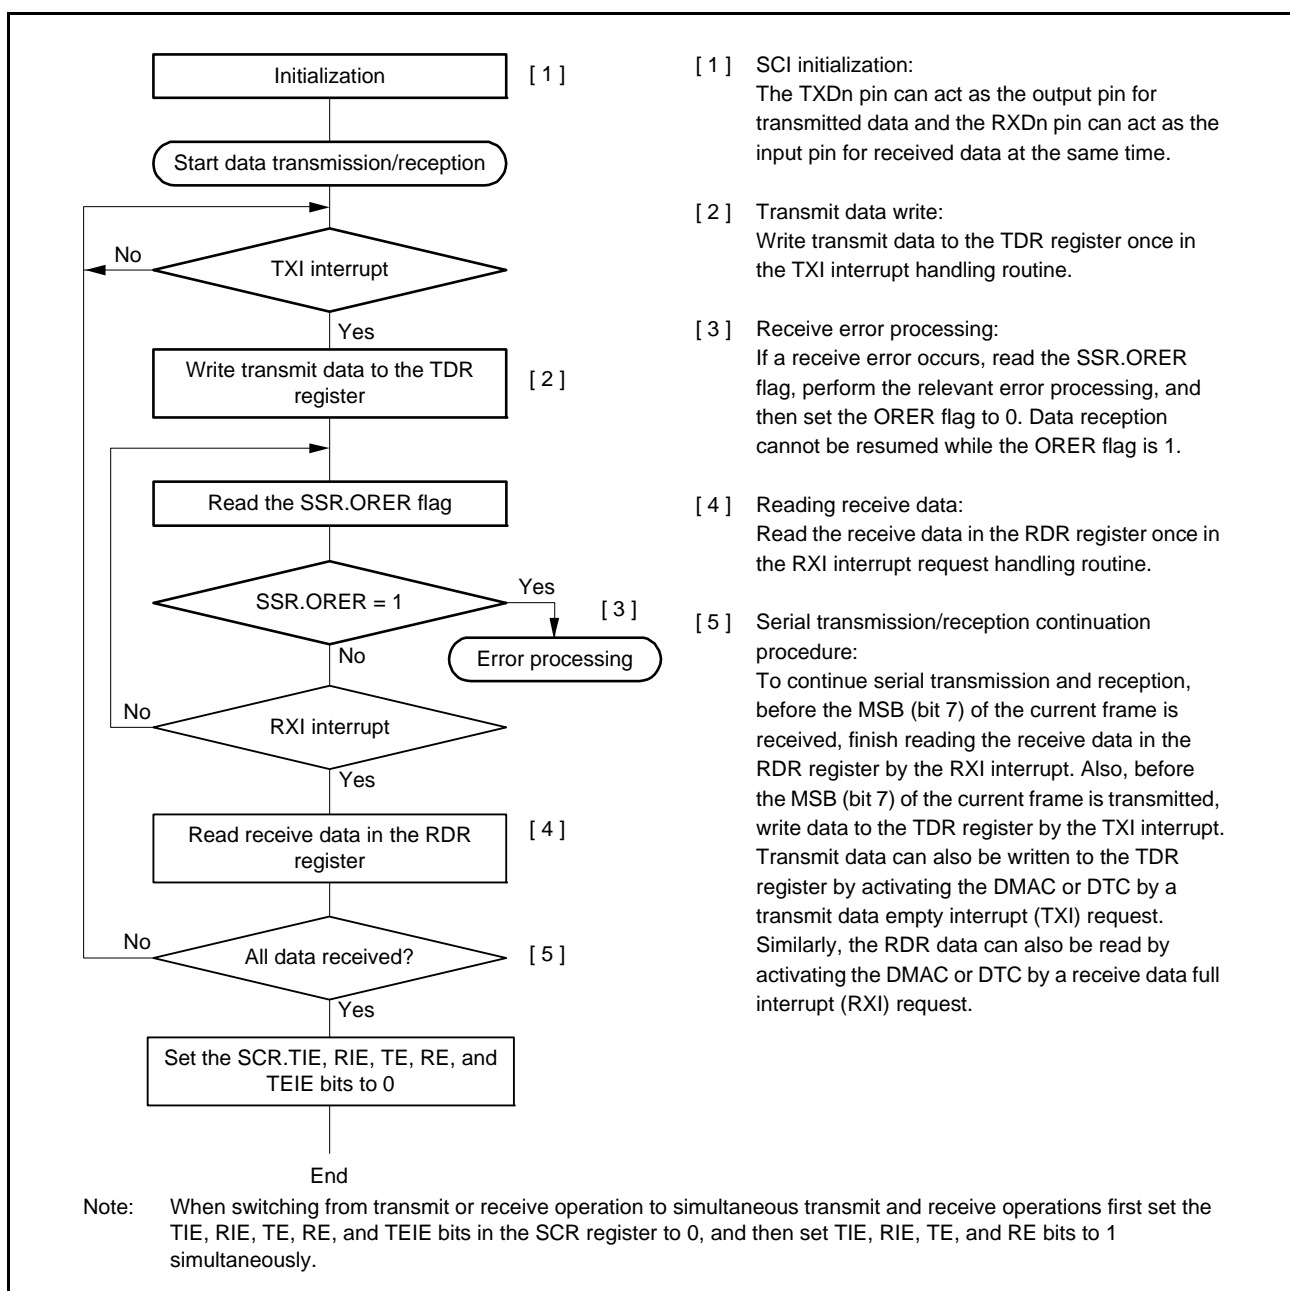 Initialization
[ 1 ]
Start data transmission/reception
No
TXI interrupt
Yes
Write transmit data to the TDR
register
[ 2 ]
Read the SSR.ORER flag
SSR.ORER = 1
Yes
[ 3 ]
Error processing
No
No
RXI interrupt
Yes
Read receive data in the RDR
register
[ 4 ]
No
All data received?
[ 5 ]
Yes
Set the SCR.TIE, RIE, TE, RE, and
TEIE bits to 0
End
[ 1 ] SCI initialization:
The TXDn pin can act as the output pin for
transmitted data and the RXDn pin can act as the
input pin for received data at the same time.
[ 2 ] Transmit data write:
Write transmit data to the TDR register once in
the TXI interrupt handling routine.
[ 3 ] Receive error processing:
If a receive error occurs, read the SSR.ORER
flag, perform the relevant error processing, and
then set the ORER flag to 0. Data reception
cannot be resumed while the ORER flag is 1.
[ 4 ] Reading receive data:
Read the receive data in the RDR register once in
the RXI interrupt request handling routine.
[ 5 ] Serial transmission/reception continuation
procedure:
To continue serial transmission and reception,
before the MSB (bit 7) of the current frame is
received, finish reading the receive data in the
RDR register by the RXI interrupt. Also, before
the MSB (bit 7) of the current frame is transmitted,
write data to the TDR register by the TXI interrupt.
Transmit data can also be written to the TDR
register by activating the DMAC or DTC by a
transmit data empty interrupt (TXI) request.
Similarly, the RDR data can also be read by
activating the DMAC or DTC by a receive data full
interrupt (RXI) request.
Note: When switching from transmit or receive operation to simultaneous transmit and receive operations first set the
TIE, RIE, TE, RE, and TEIE bits in the SCR register to 0, and then set TIE, RIE, TE, and RE bits to 1
simultaneously.